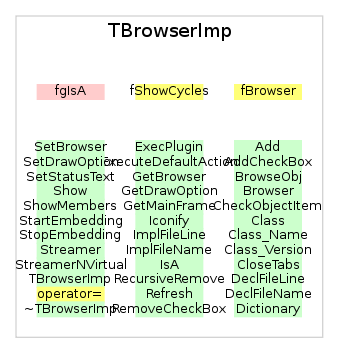 TBrowserImp
fgIsA fShowCycles fBrowser
SetBrowser ExecPlugin Add
SetDrawOption ExecuteDefaultAction AddCheckBox
SetStatusText GetBrowser BrowseObj
Show GetDrawOption Browser
ShowMembers GetMainFrame CheckObjectItem
StartEmbedding Iconify Class
StopEmbedding ImplFileLine Class_Name
Streamer ImplFileName Class_Version
StreamerNVirtual IsA CloseTabs
TBrowserImp RecursiveRemove DeclFileLine
operator= Refresh DeclFileName
~TBrowserImp RemoveCheckBox Dictionary